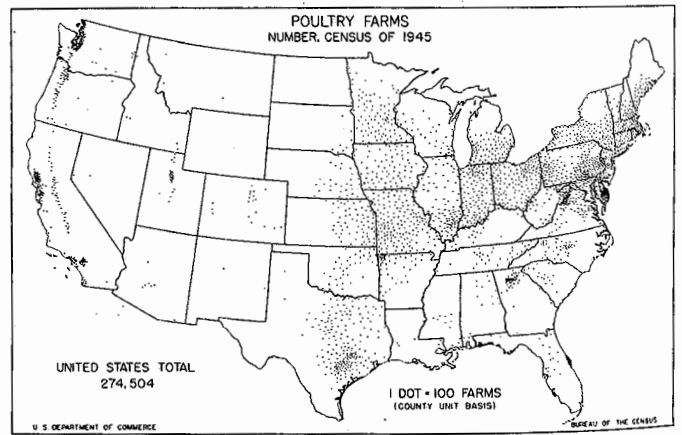 POULTRY FARMS
NUMBER, CENSUS OF 1945
UNITED STATES TOTAL
274,504
1 DOT = 100 FARMS
(COUNTY UNIT BASIS)
U S. DEPARTMENT OF COMMERCE
BUREAU OF THE CENSUS